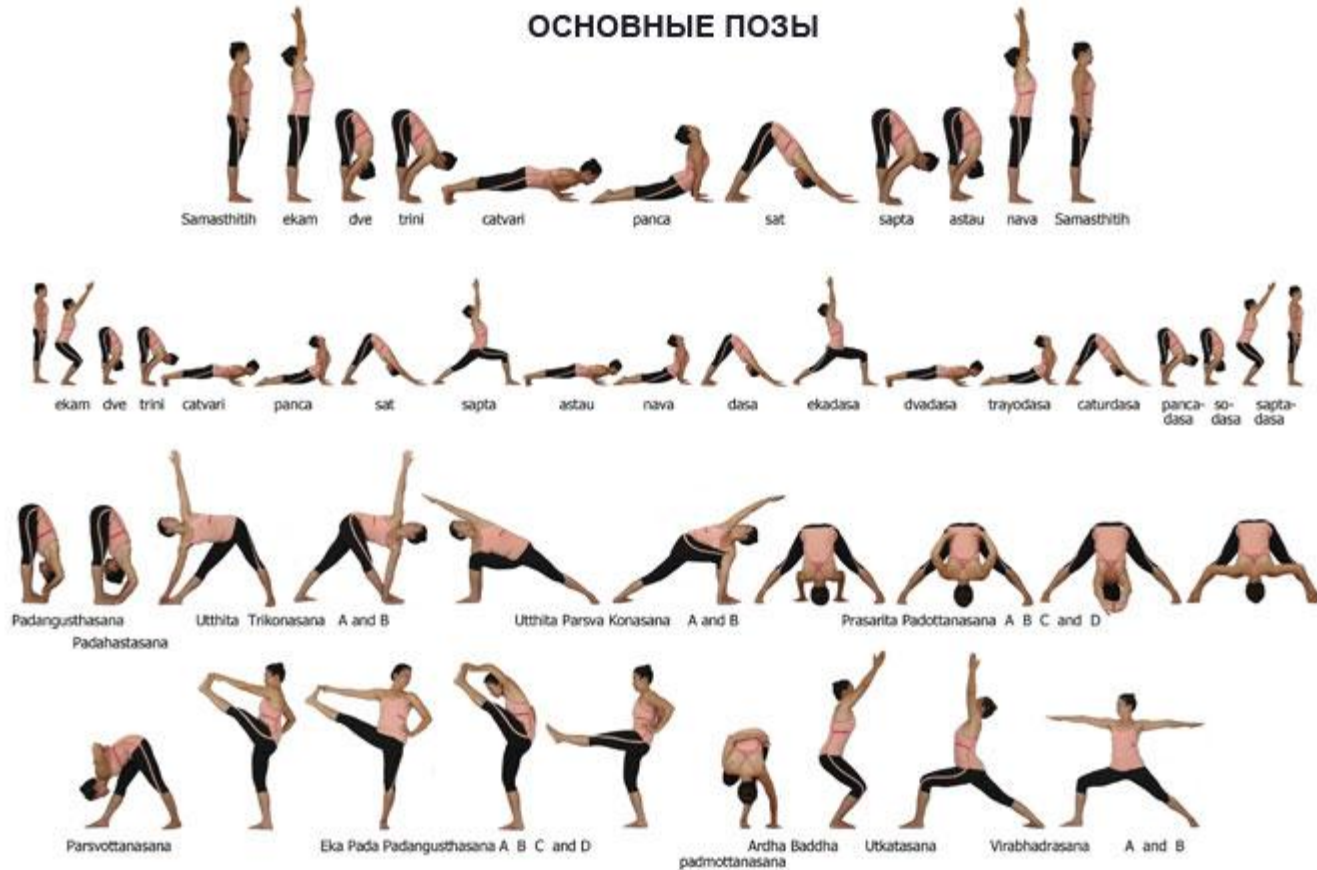 ОСНОВНЫЕ ПОЗЫ
Samasthitih ekam dve trini catvari panca sat sapta astau nava Samasthitih
ekam dve trini catvari panca sat sapta astau nava dasa ekadasa dvadasa trayodasa caturdasa panca- so- sapta-
dasa dasa dasa
Padangusthasana Utthita Trikonasana A and B Utthita Parsva Konasana A and B Prasarita Padottanasana A B C and D
Padahastasana
Parsvottanasana Eka Pada Padangusthasana A B C and D Ardha Baddha Utkatasana Virabhadrasana A and B
padmottanasana